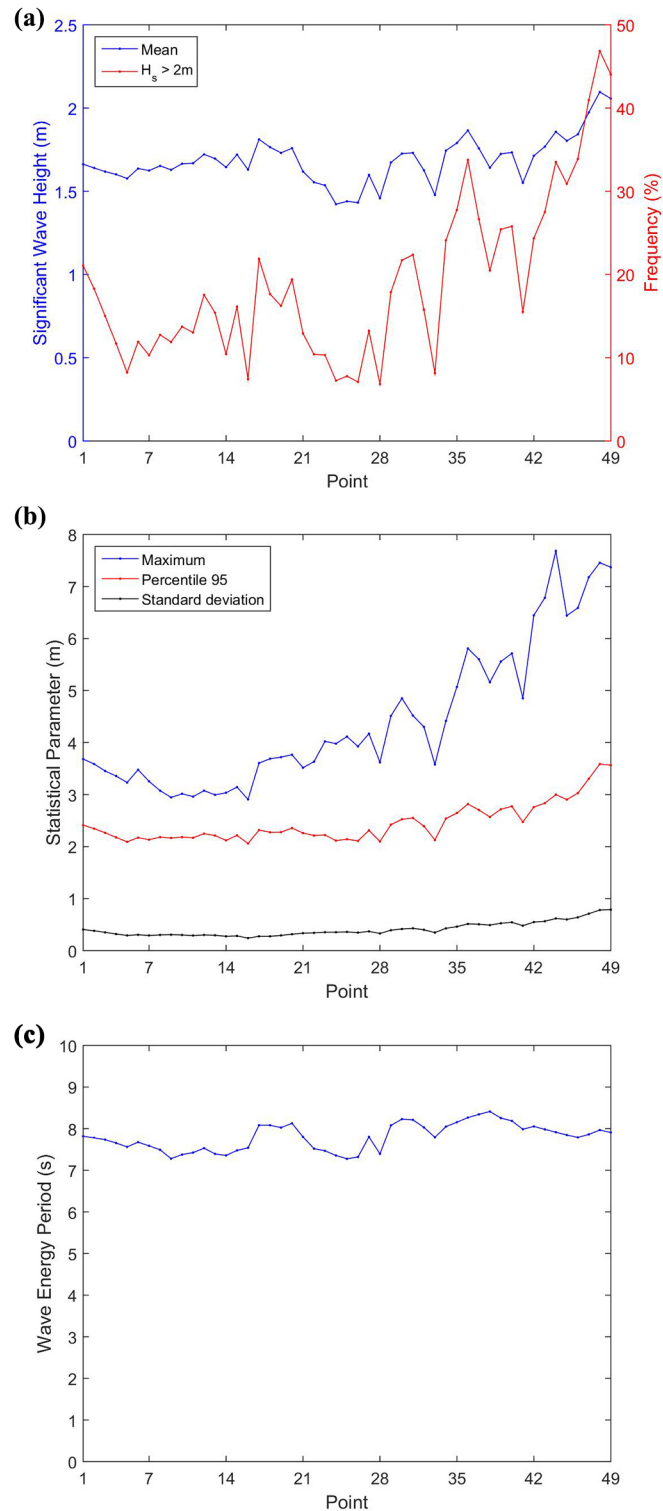 (a)
2.5
2
1.5
1
0.5
0
Significant Wave Height (m)
Mean
H_s > 2m
50
40
30
20
10
0
Frequency (%)
1 7 14 21 28 35 42 49
Point
(b)
8
7
6
5
4
3
2
1
0
Statistical Parameter (m)
Maximum
Percentile 95
Standard deviation
1 7 14 21 28 35 42 49
Point
(c)
10
9
8
7
6
5
4
3
2
1
0
Wave Energy Period (s)
1 7 14 21 28 35 42 49
Point